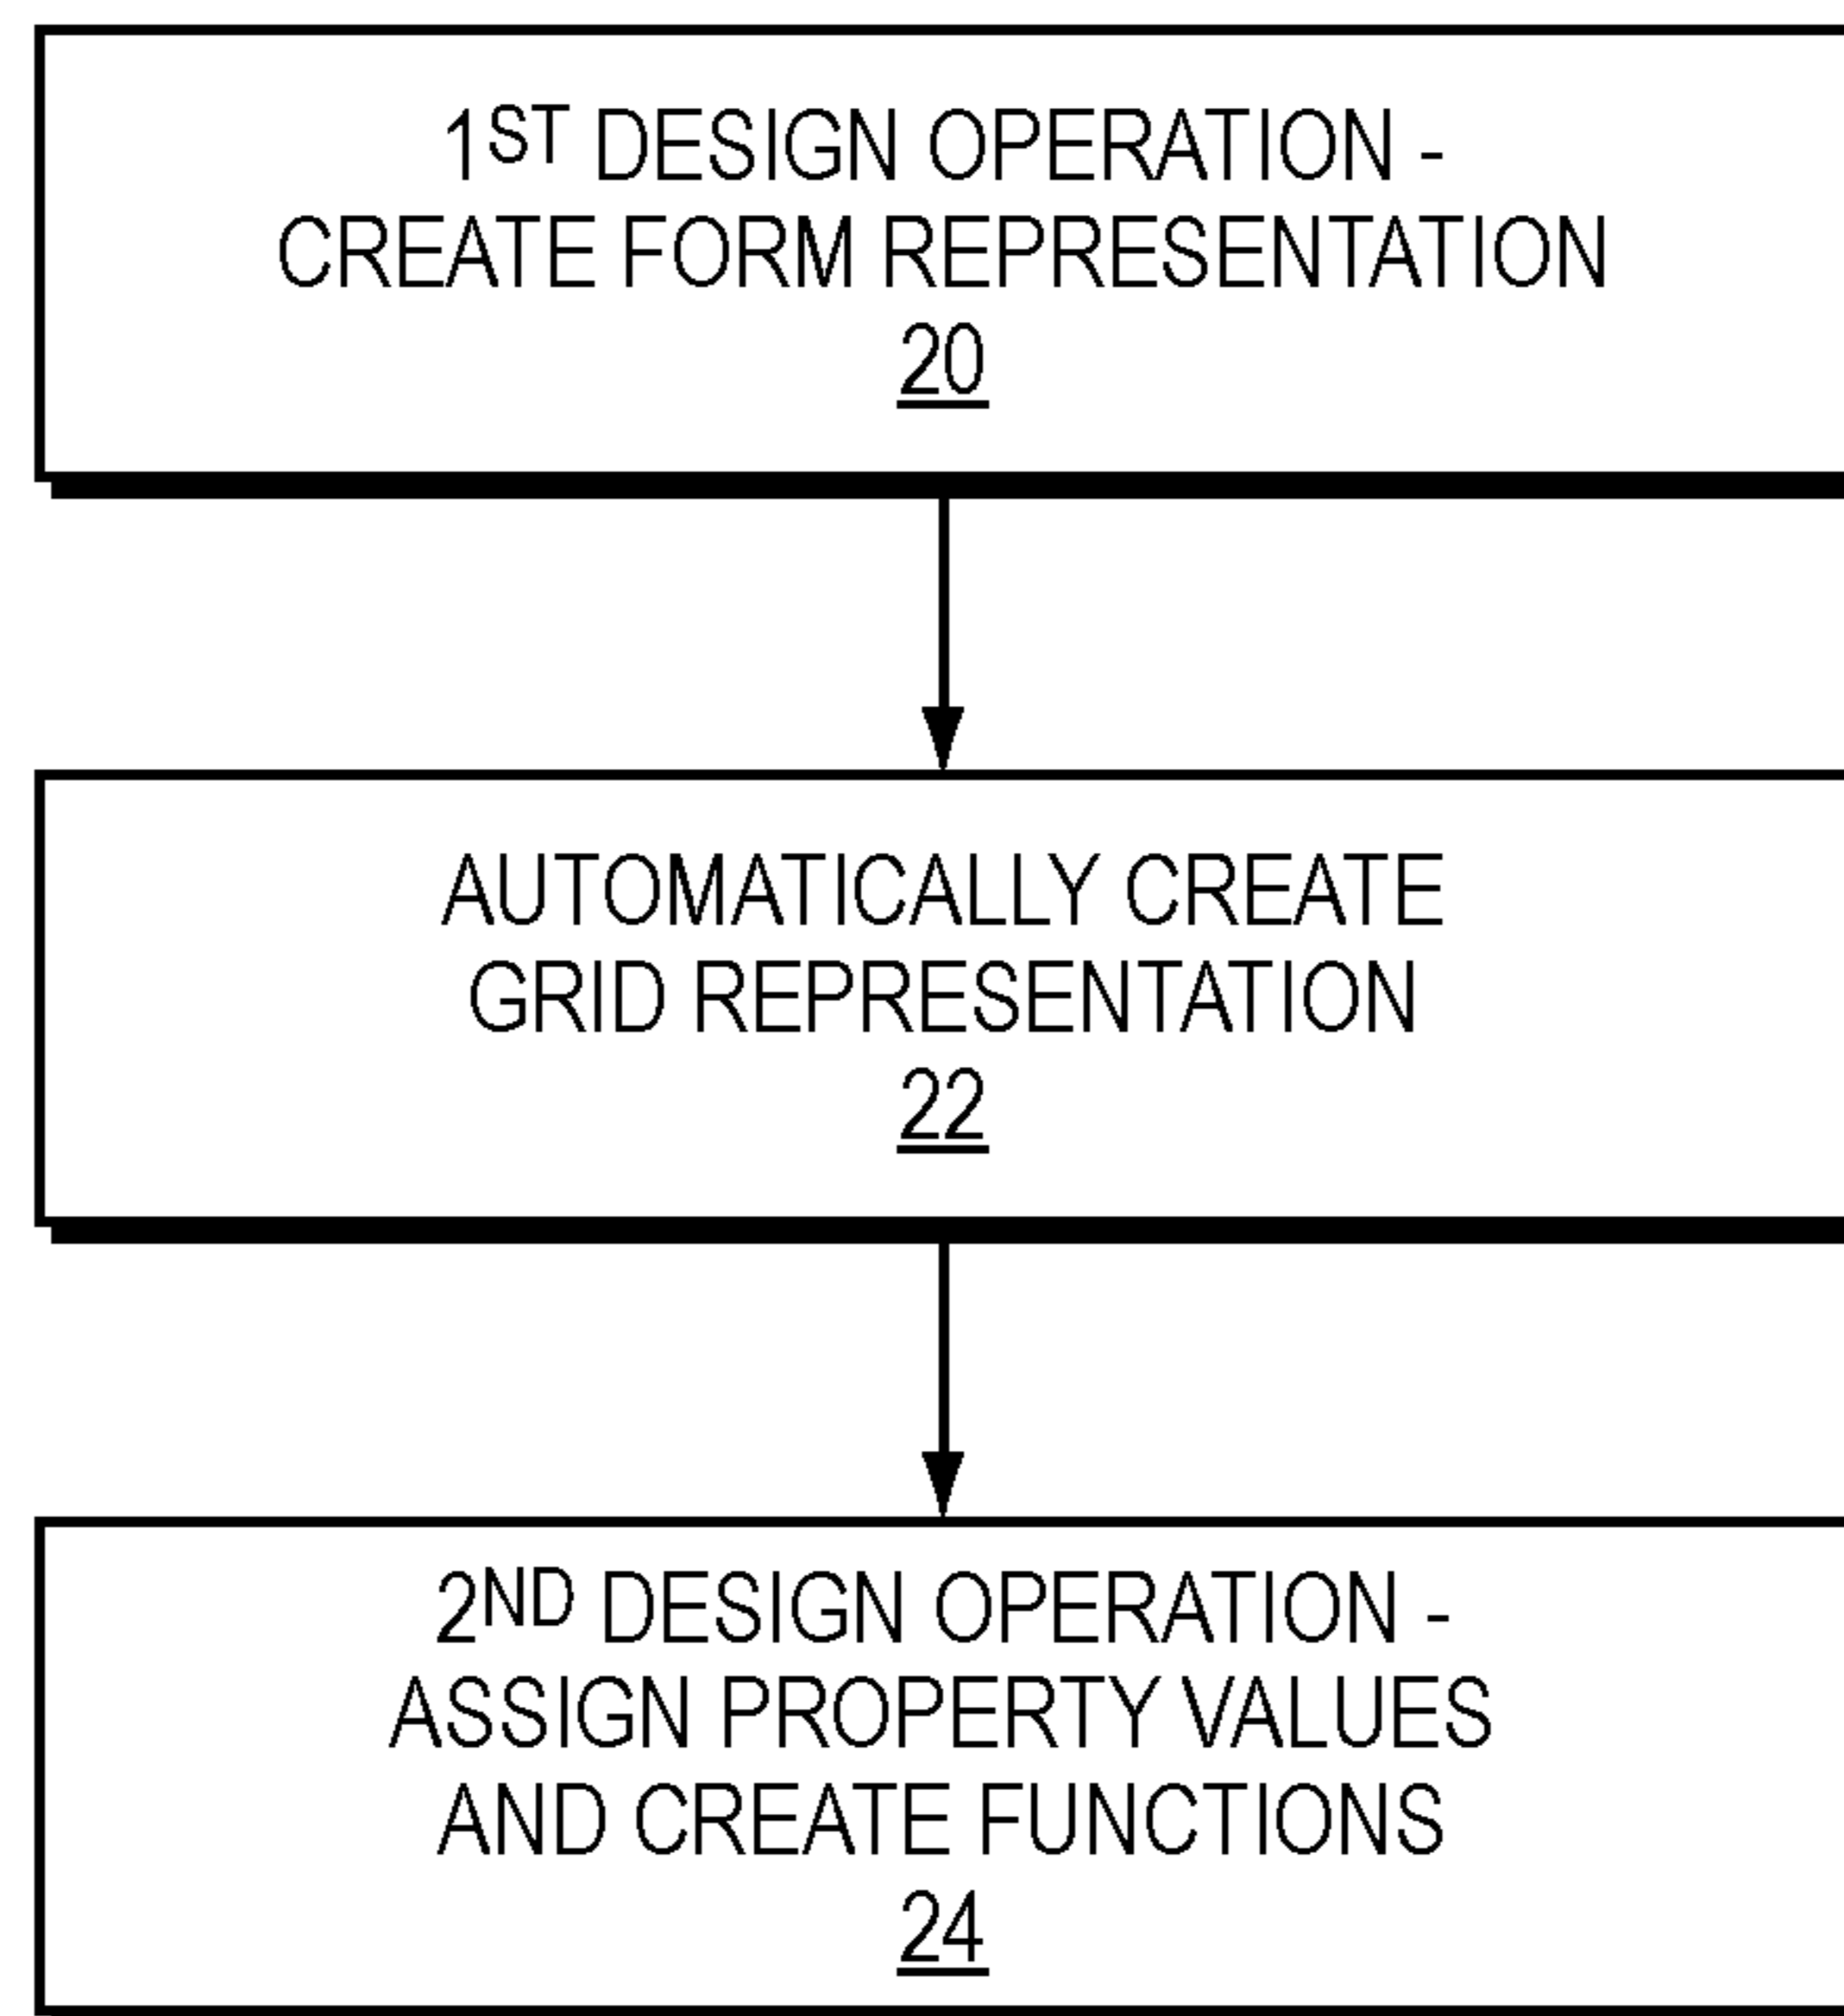 1ST DESIGN OPERATION -
CREATE FORM REPRESENTATION
20
AUTOMATICALLY CREATE
GRID REPRESENTATION
22
2ND DESIGN OPERATION -
ASSIGN PROPERTY VALUES
AND CREATE FUNCTIONS
24